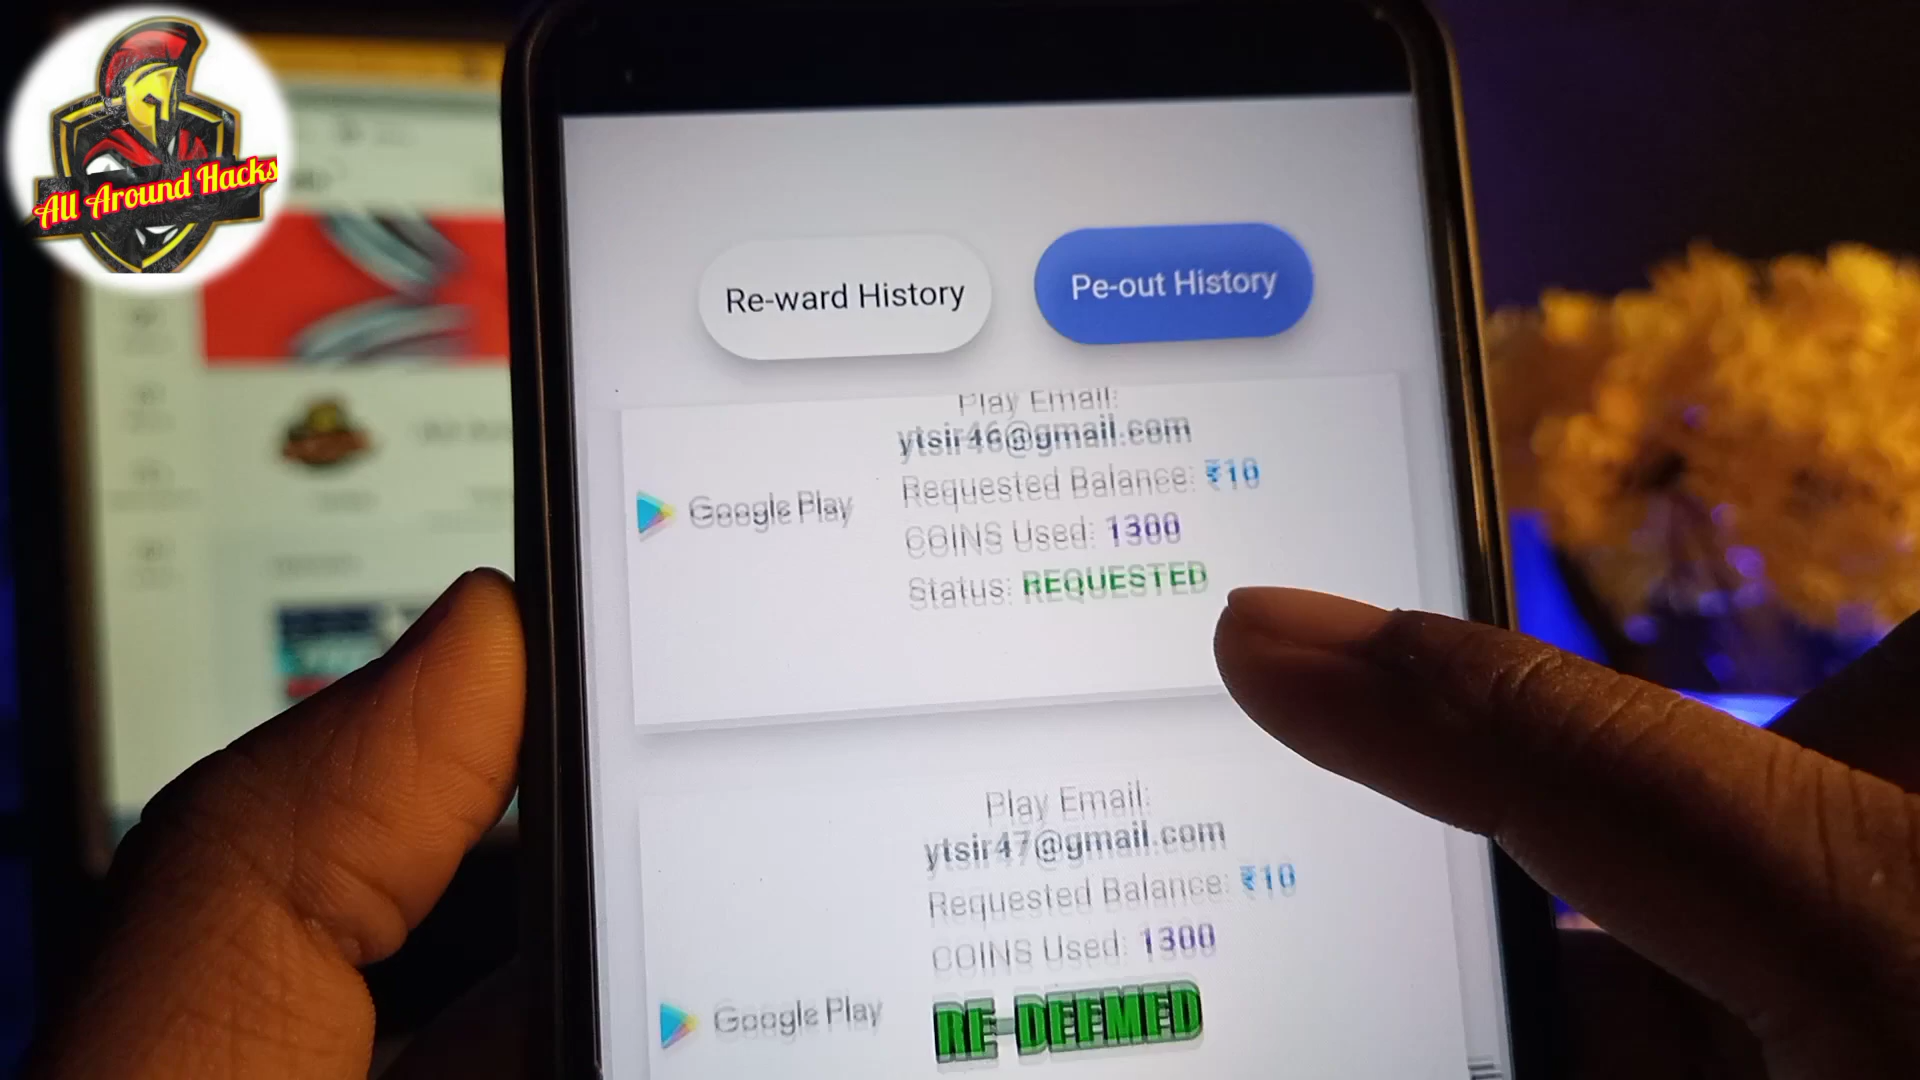 All Around Hacks
Re-ward History
Pe-out History
Play Email:
ytsir46@gmail.com
Requested Balance: ₹10
COINS Used: 1300
Status: REQUESTED
Google Play
Play Email:
ytsir47@gmail.com
Requested Balance: ₹10
COINS Used: 1300
RE-DEEMED
Google Play